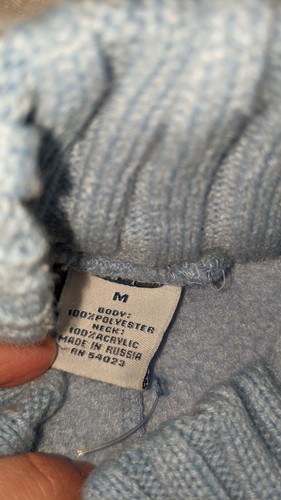 M
BODY:
100%POLYESTER
NECK:
100%ACRYLIC
MADE IN RUSSIA
RN 54023